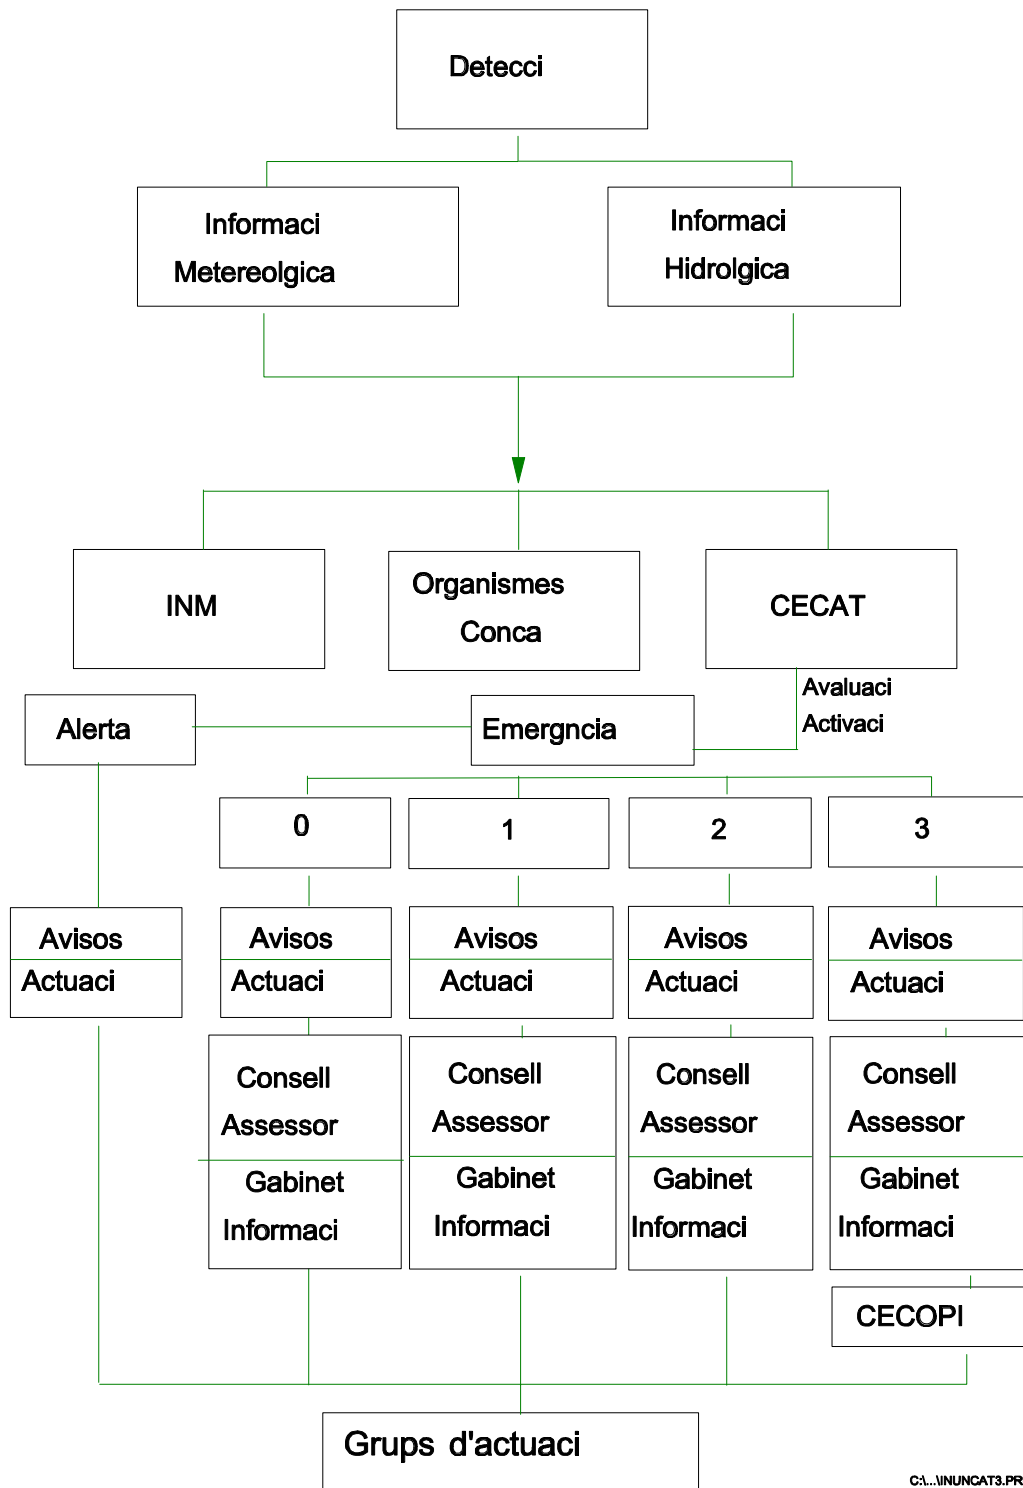 Detecci
Informaci
Metereolgica
Informaci
Hidrolgica
INM
Organismes
Conca
CECAT
Avaluaci
Activaci
Alerta
Emergncia
0
1
2
3
Avisos
Actuaci
Avisos
Actuaci
Avisos
Actuaci
Avisos
Actuaci
Avisos
Actuaci
Consell
Assessor
Gabinet
Informaci
Consell
Assessor
Gabinet
Informaci
Consell
Assessor
Gabinet
Informaci
Consell
Assessor
Gabinet
Informaci
CECOPI
Grups d'actuaci
C:\...\INUNCAT3.PR